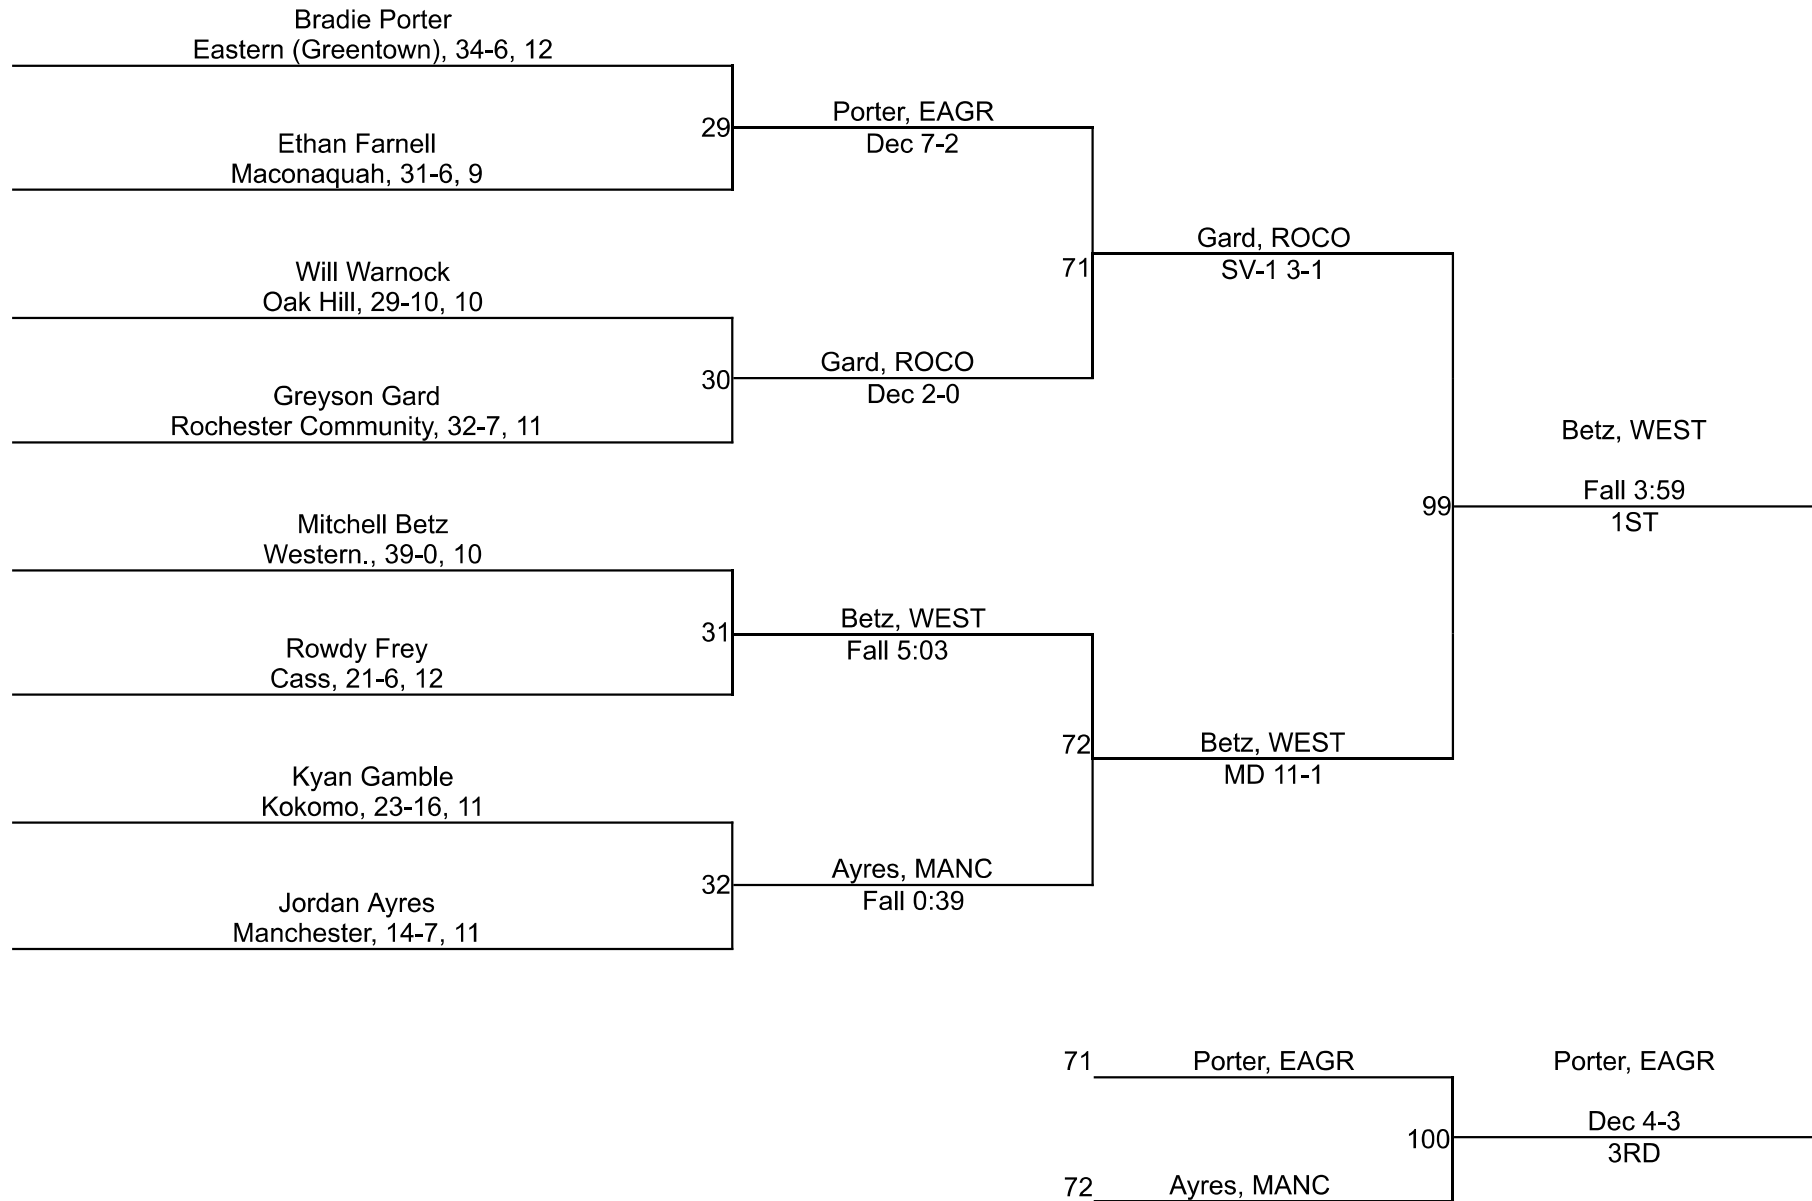 Bradie Porter
Eastern (Greentown), 34-6, 12
29
Porter, EAGR
Dec 7-2
Ethan Farnell
Maconaquah, 31-6, 9
71
Gard, ROCO
SV-1 3-1
Will Warnock
Oak Hill, 29-10, 10
30
Gard, ROCO
Dec 2-0
Greyson Gard
Rochester Community, 32-7, 11
99
Betz, WEST
Fall 3:59
1ST
Mitchell Betz
Western., 39-0, 10
31
Betz, WEST
Fall 5:03
Rowdy Frey
Cass, 21-6, 12
72
Betz, WEST
MD 11-1
Kyan Gamble
Kokomo, 23-16, 11
32
Ayres, MANC
Fall 0:39
Jordan Ayres
Manchester, 14-7, 11
71
Porter, EAGR
Porter, EAGR
100
Dec 4-3
3RD
72
Ayres, MANC